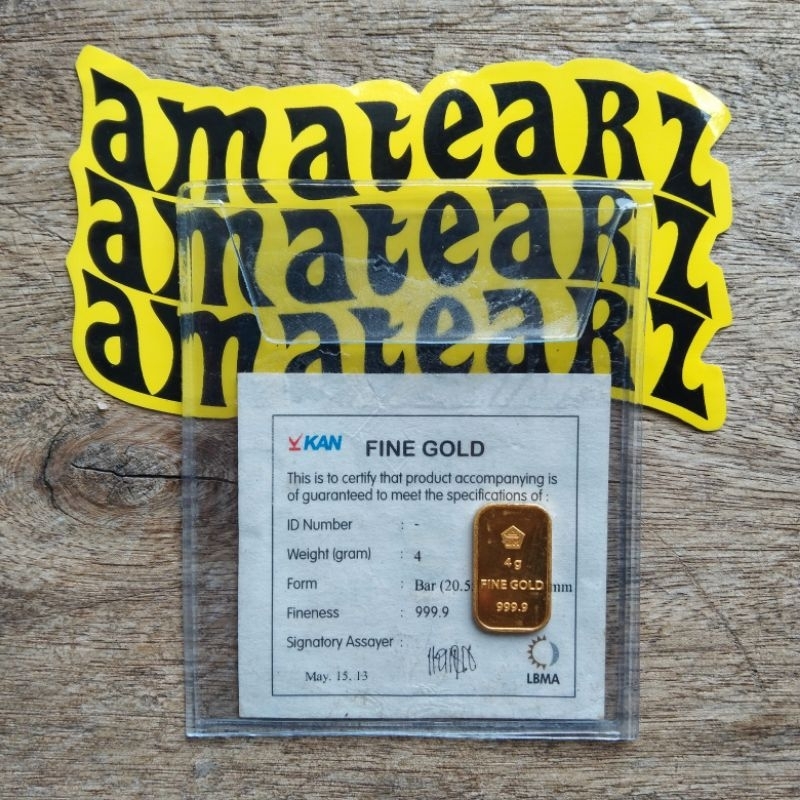 amateaRz
amateaRz
amateaRz
KAN FINE GOLD
This is to certify that product accompanying is
of guaranteed to meet the specifications of :
ID Number : -
Weight (gram) : 4
Form : Bar (20.5 mm
Fineness : 999.9
Signatory Assayer :
May. 15. 13
LBMA
4g
FINE GOLD
999.9